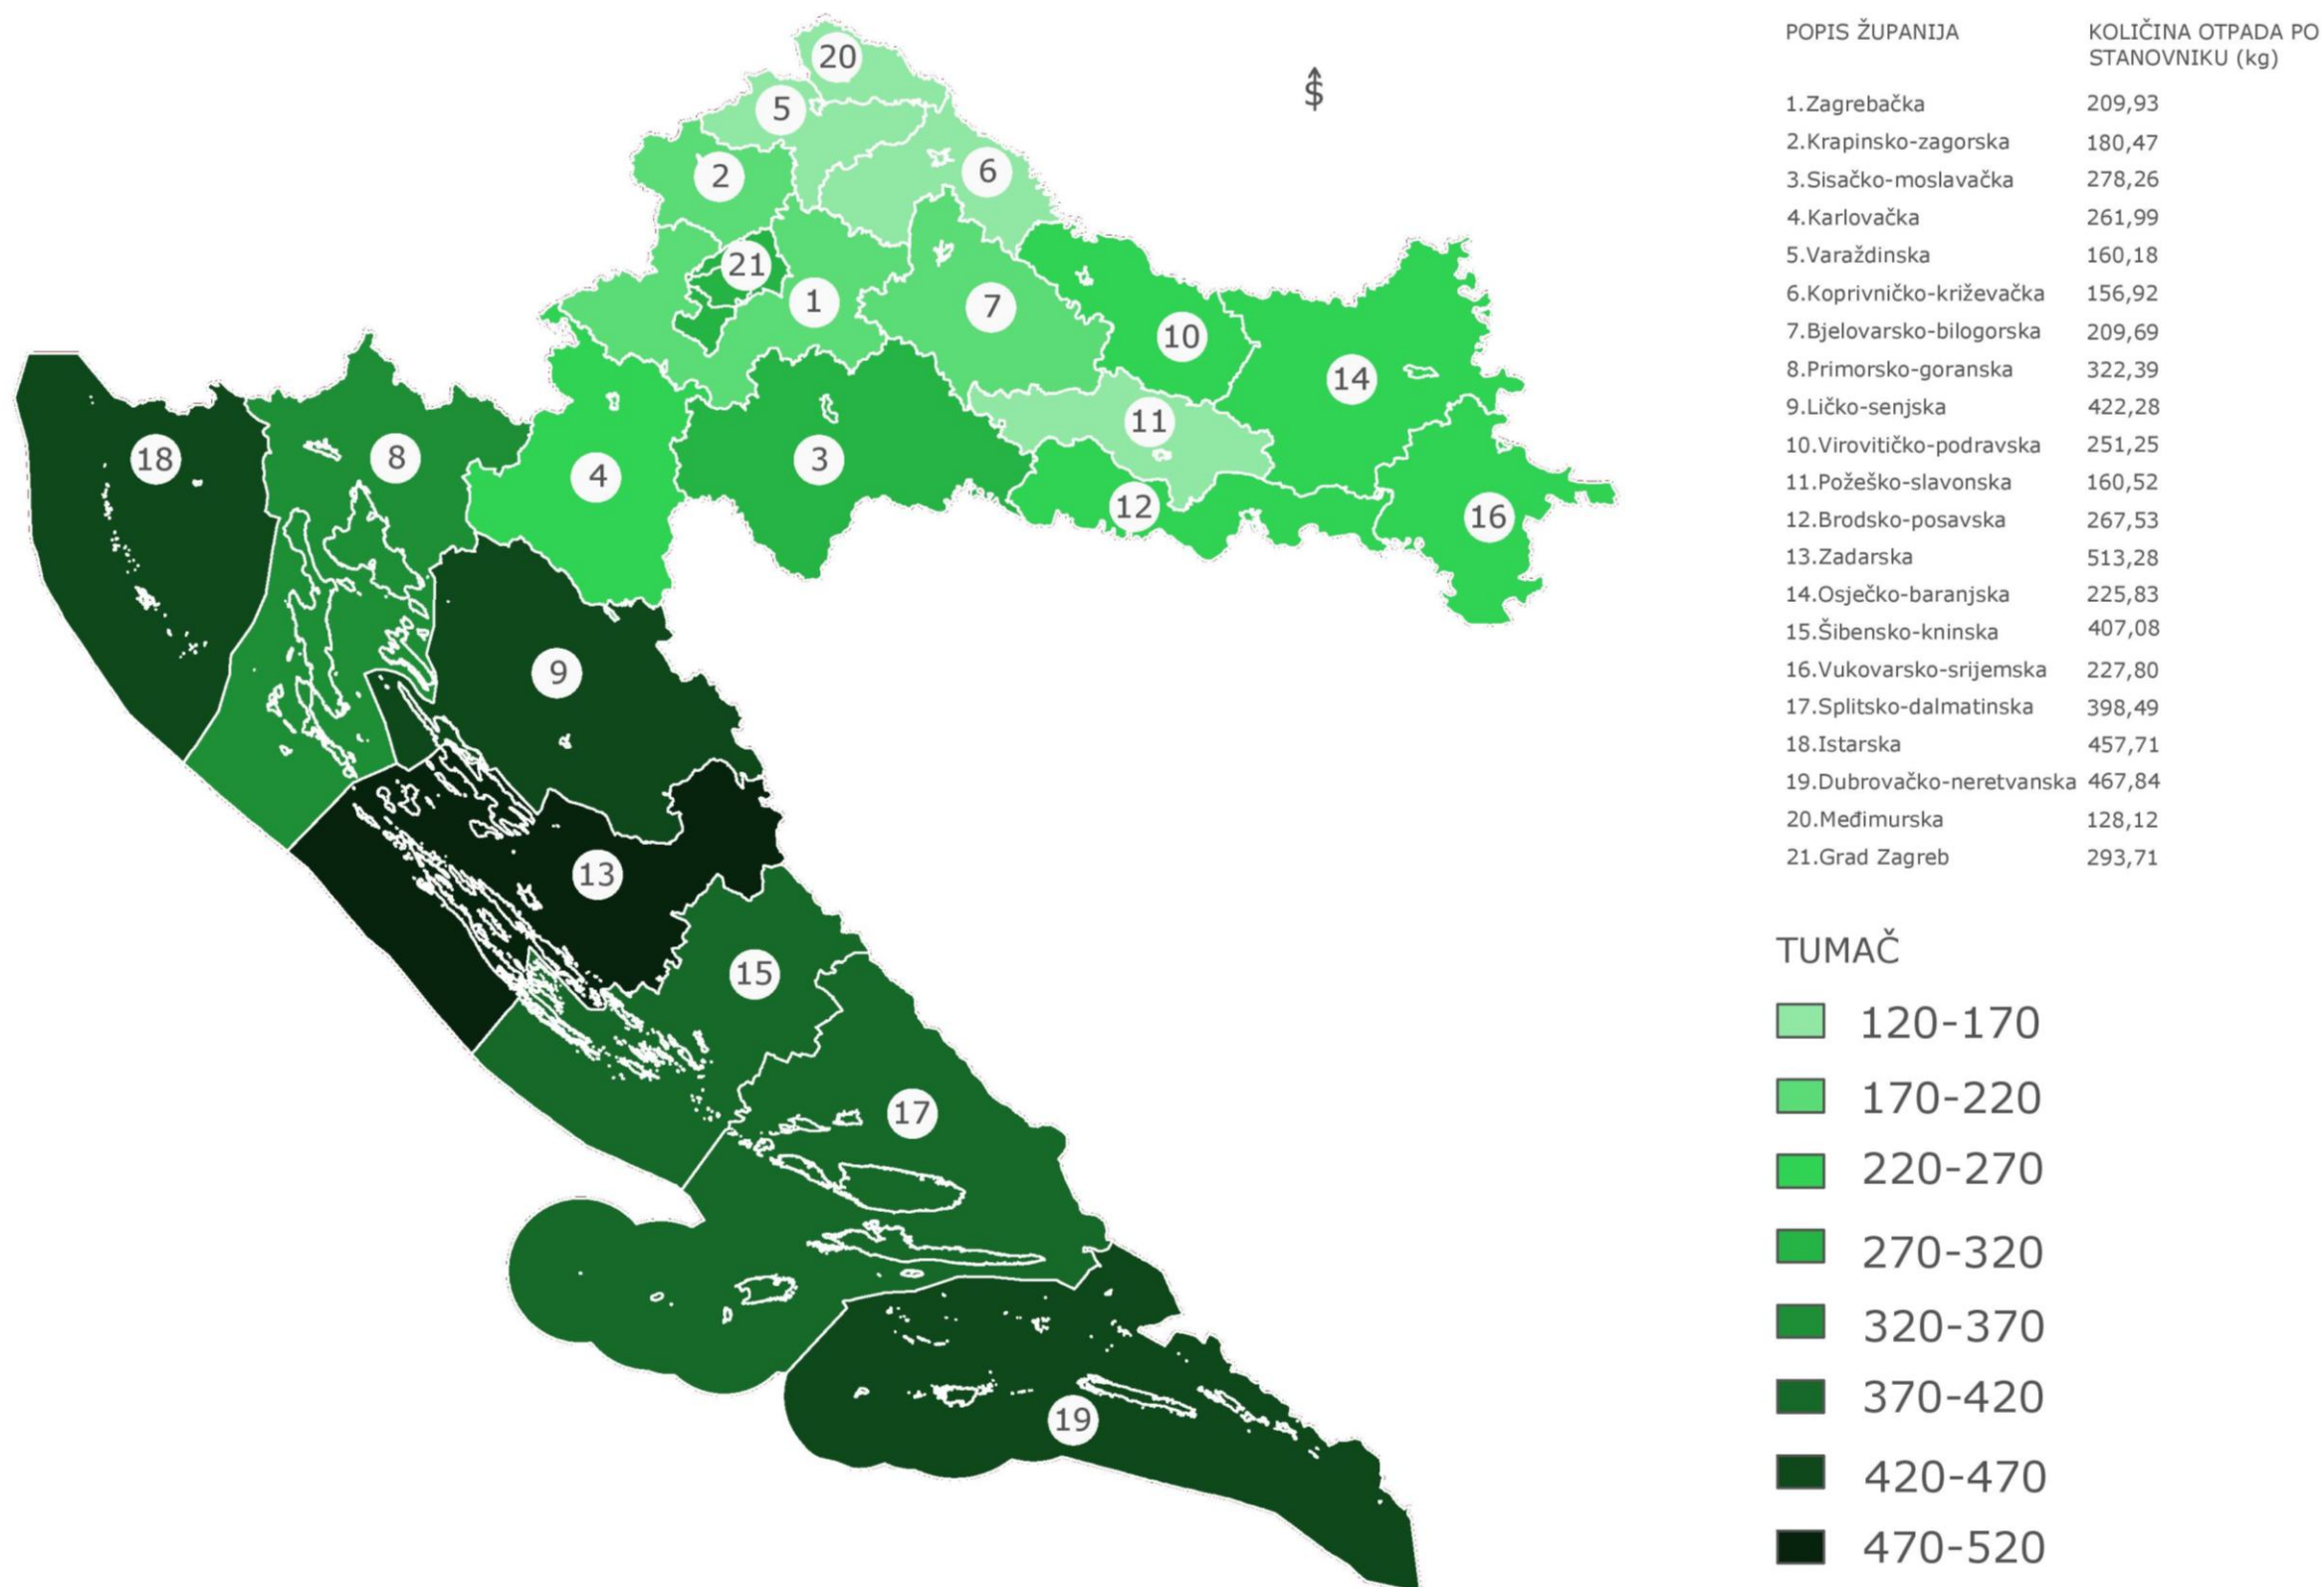 20
5
2
6
21
1
7
10
14
11
18
8
4
3
12
16
9
13
15
17
19
$
POPIS ŽUPANIJA
KOLIČINA OTPADA PO
STANOVNIKU (kg)
1.Zagrebačka 209,93
2.Krapinsko-zagorska 180,47
3.Sisačko-moslavačka 278,26
4.Karlovačka 261,99
5.Varaždinska 160,18
6.Koprivničko-križevačka 156,92
7.Bjelovarsko-bilogorska 209,69
8.Primorsko-goranska 322,39
9.Ličko-senjska 422,28
10.Virovitičko-podravska 251,25
11.Požeško-slavonska 160,52
12.Brodsko-posavska 267,53
13.Zadarska 513,28
14.Osječko-baranjska 225,83
15.Šibensko-kninska 407,08
16.Vukovarsko-srijemska 227,80
17.Splitsko-dalmatinska 398,49
18.Istarska 457,71
19.Dubrovačko-neretvanska 467,84
20.Međimurska 128,12
21.Grad Zagreb 293,71
TUMAČ
120-170
170-220
220-270
270-320
320-370
370-420
420-470
470-520